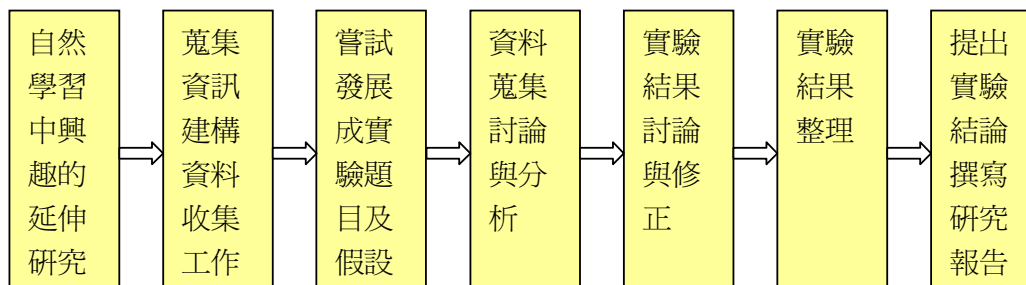 自然
學習
中興
趣的
延伸
研究
蒐集
資訊
建構
資料
收集
工作
嘗試
發展
成實
驗題
目及
假設
資料
蒐集
討論
與分
析
實驗
結果
討論
與修
正
實驗
結果
整理
提出
實驗
結論
撰寫
研究
報告